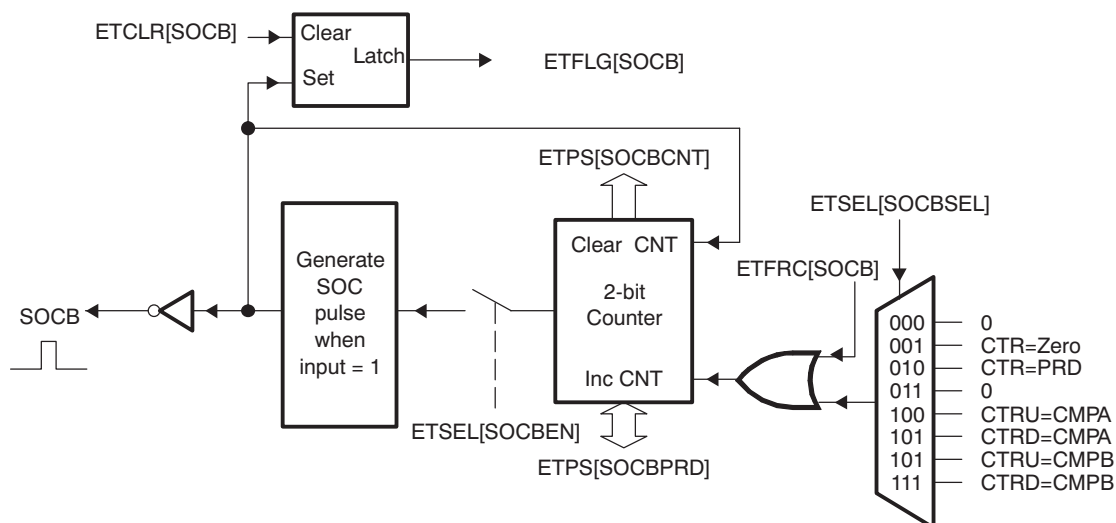 ETCLR[SOCB]
Clear
Latch
Set
ETFLG[SOCB]
ETPS[SOCBCNT]
ETSEL[SOCBSEL]
Generate
SOC
pulse
when
input = 1
Clear CNT
2-bit
Counter
Inc CNT
ETFRC[SOCB]
SOCB
ETSEL[SOCBEN]
ETPS[SOCBPRD]
000 0
001 CTR=Zero
010 CTR=PRD
011 0
100 CTRU=CMPA
101 CTRD=CMPA
101 CTRU=CMPB
111 CTRD=CMPB